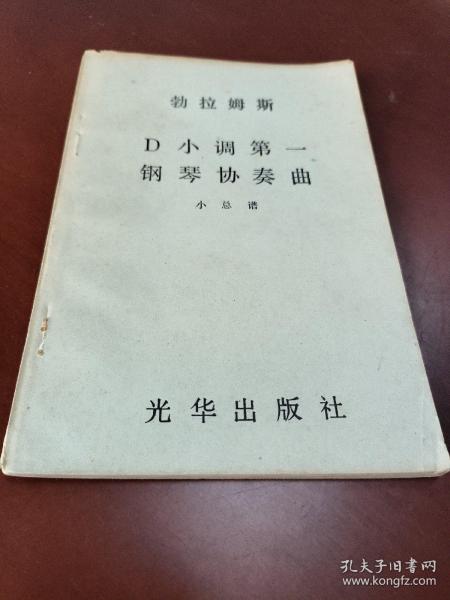 勃拉姆斯
D小调第一
钢琴协奏曲
小总谱
光华出版社
孔夫子旧书网
www.kongfz.com